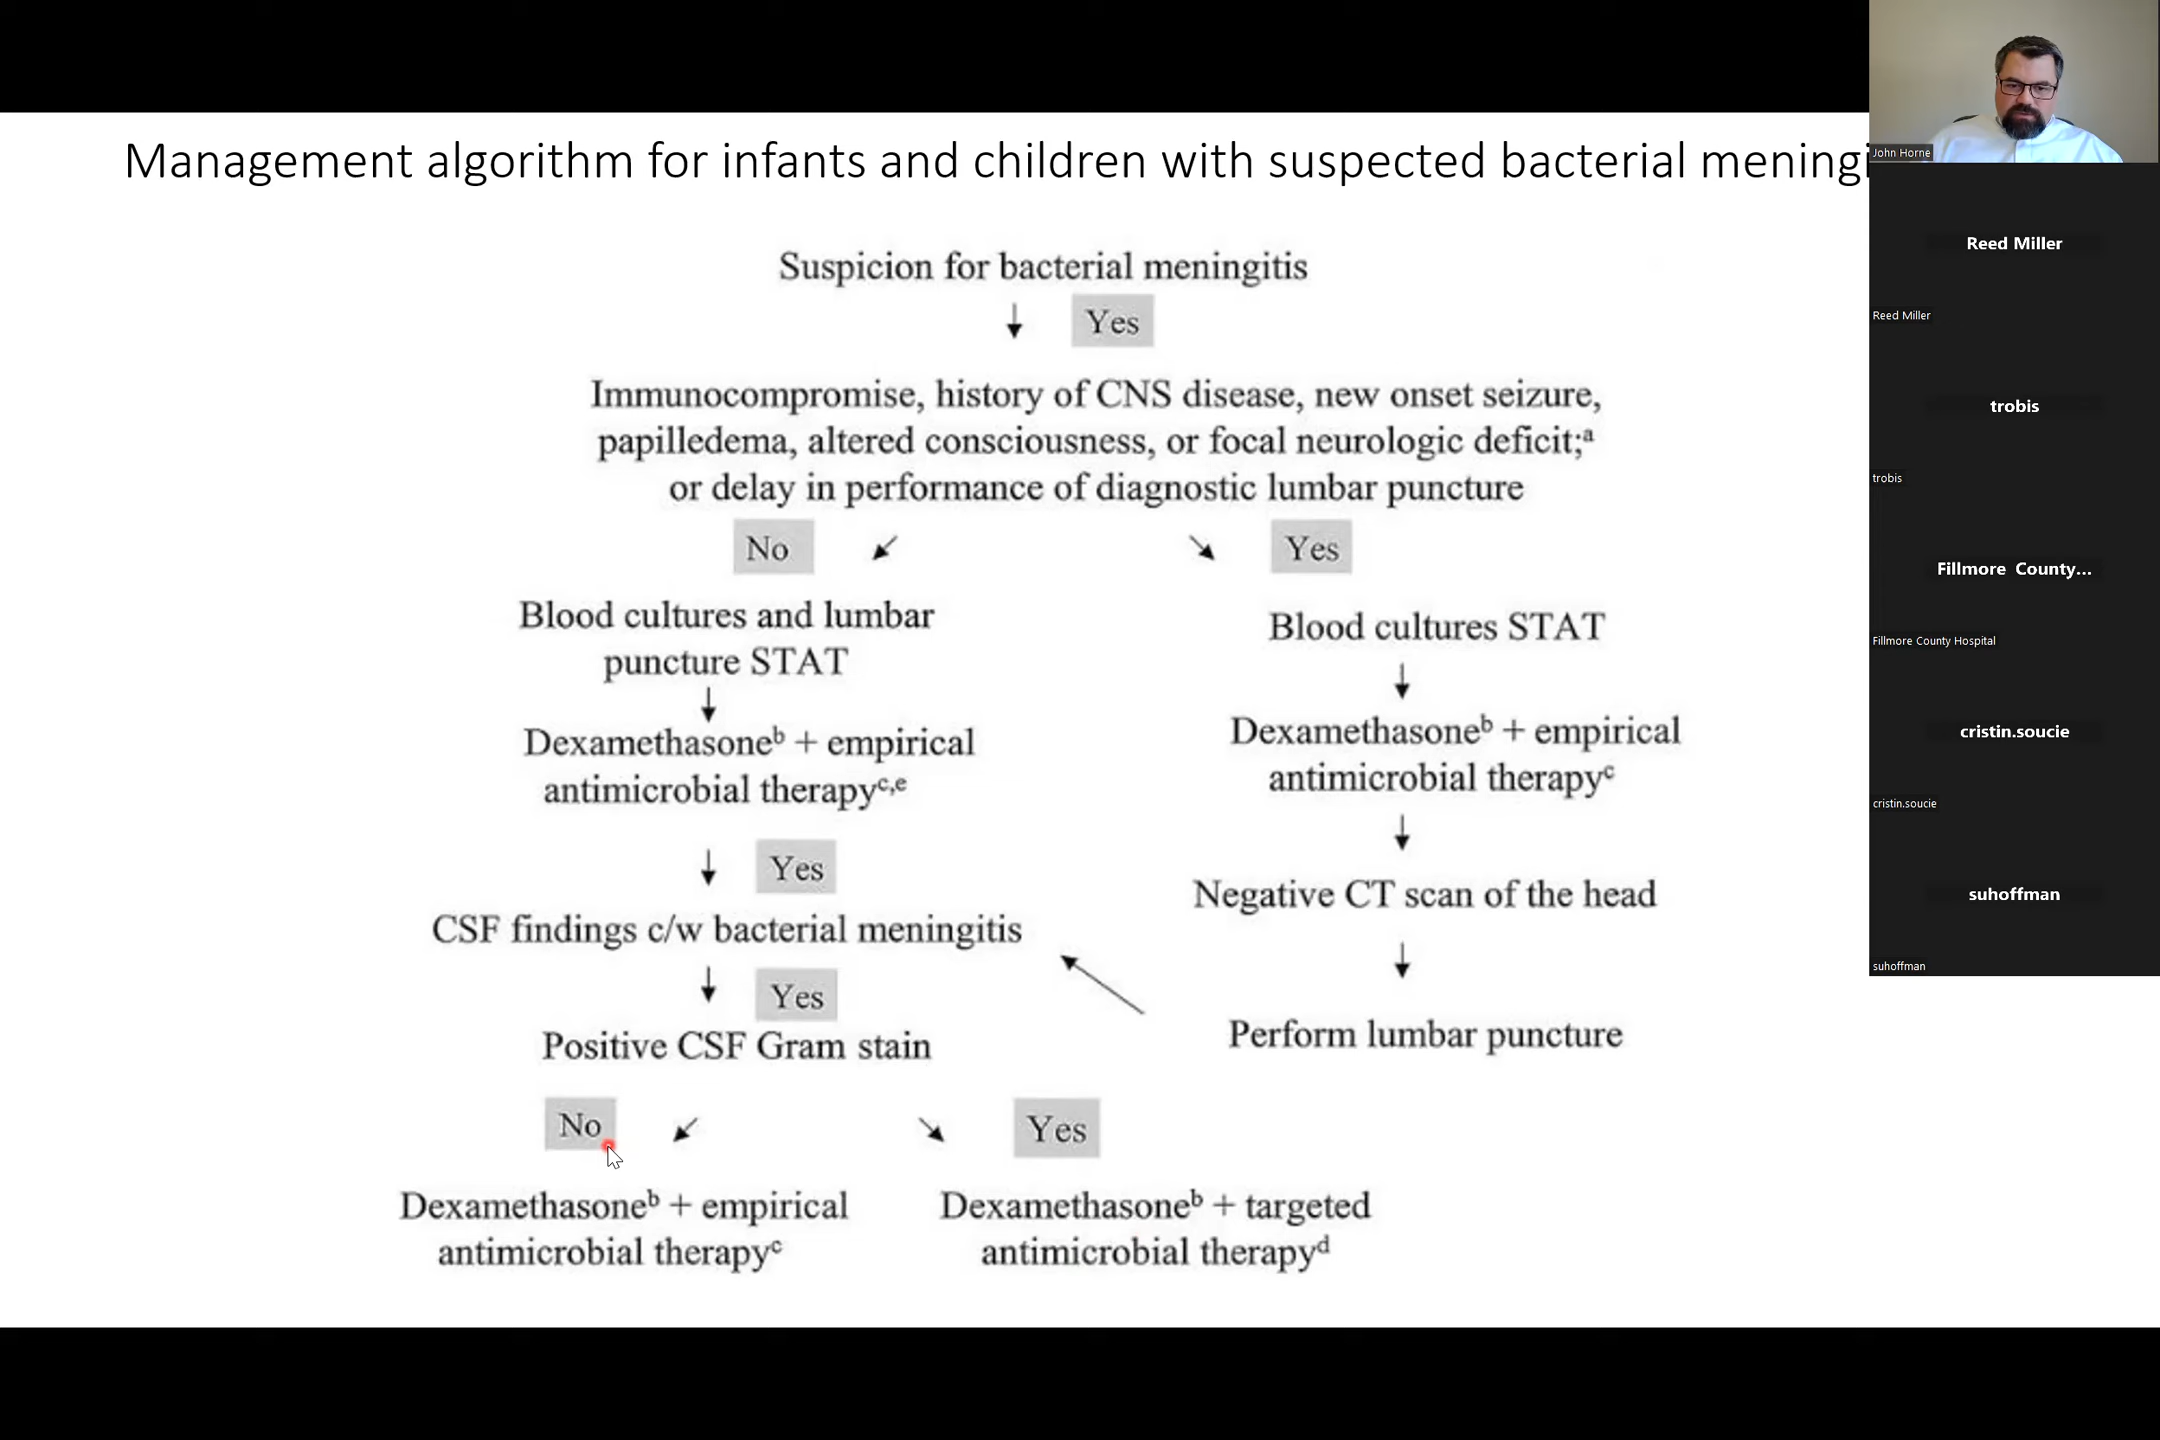 Management algorithm for infants and children with suspected bacterial meningi
Suspicion for bacterial meningitis
Yes
Immunocompromise, history of CNS disease, new onset seizure,
papilledema, altered consciousness, or focal neurologic deficit;ᵃ
or delay in performance of diagnostic lumbar puncture
No
Yes
Blood cultures and lumbar
puncture STAT
Dexamethasoneᵇ + empirical
antimicrobial therapyᶜ,ᵉ
Yes
CSF findings c/w bacterial meningitis
Yes
Positive CSF Gram stain
No
Yes
Dexamethasoneᵇ + empirical
antimicrobial therapyᶜ
Dexamethasoneᵇ + targeted
antimicrobial therapyᵈ
Blood cultures STAT
Dexamethasoneᵇ + empirical
antimicrobial therapyᶜ
Negative CT scan of the head
Perform lumbar puncture
John Horne
Reed Miller
Reed Miller
trobis
trobis
Fillmore County...
Fillmore County Hospital
cristin.soucie
cristin.soucie
suhoffman
suhoffman